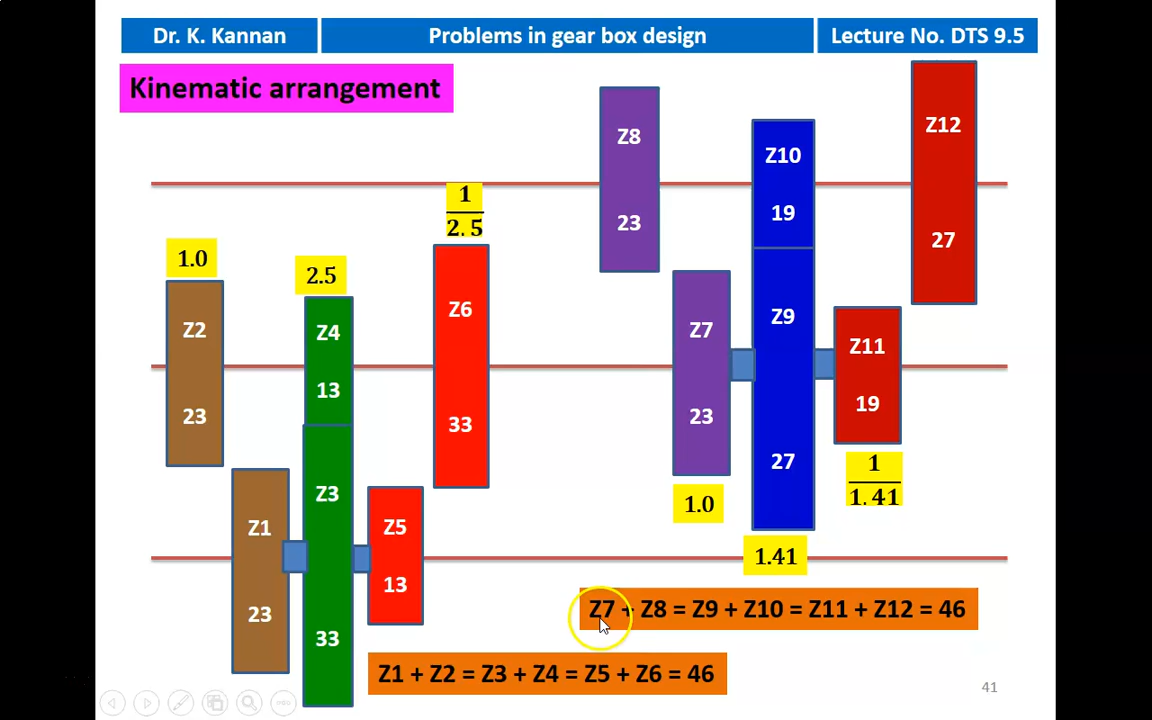 Dr. K. Kannan
Problems in gear box design
Lecture No. DTS 9.5
Kinematic arrangement
1.0
Z2
23
Z1
23
2.5
Z4
13
Z3
33
Z5
13
1
2.5
Z6
33
Z8
23
Z7
23
1.0
Z10
19
Z9
27
1.41
Z11
19
1
1.41
Z12
27
Z7 + Z8 = Z9 + Z10 = Z11 + Z12 = 46
Z1 + Z2 = Z3 + Z4 = Z5 + Z6 = 46
41